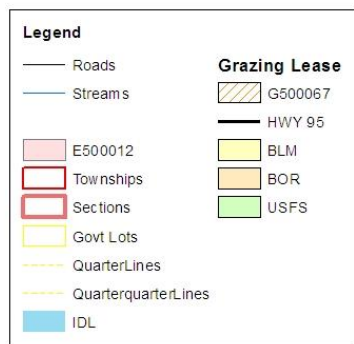 Legend
Roads
Streams
E500012
Townships
Sections
Govt Lots
QuarterLines
QuarterquarterLines
IDL
Grazing Lease
G500067
HWY 95
BLM
BOR
USFS